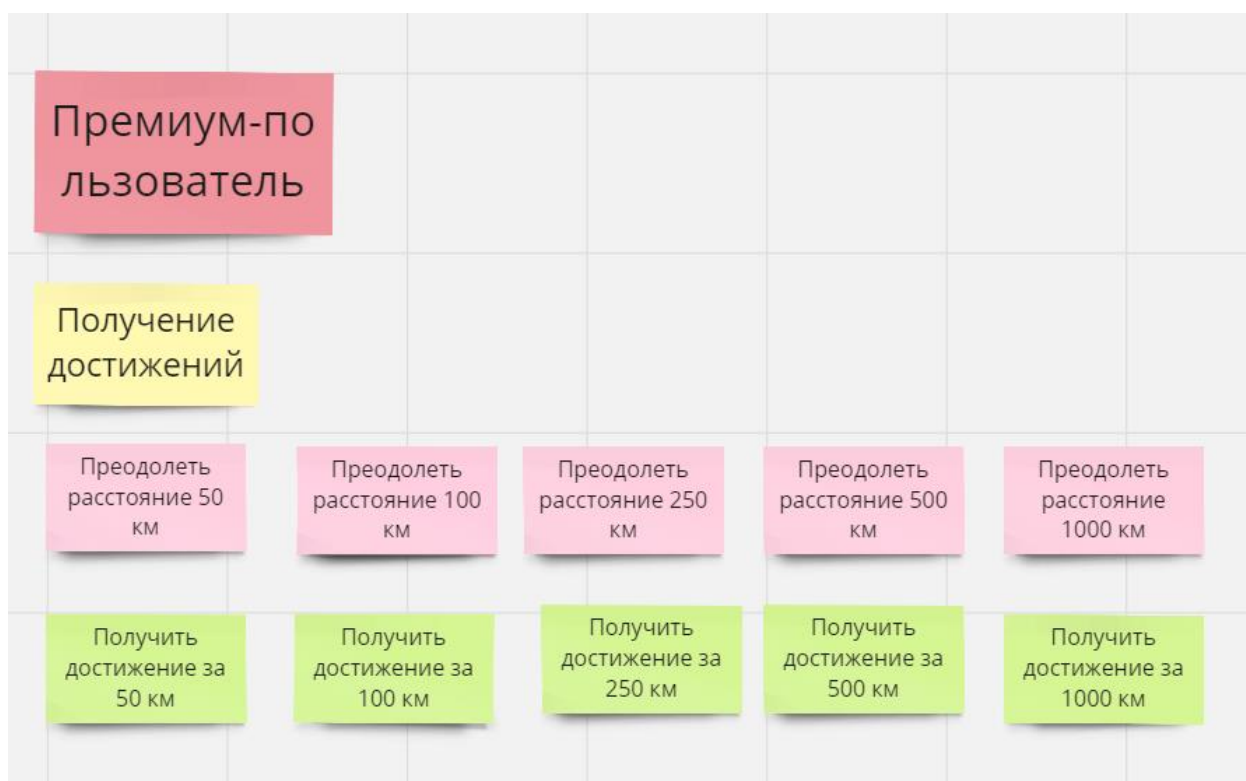 Премиум-по
льзователь
Получение
достижений
Преодолеть
расстояние 50
км
Преодолеть
расстояние 100
км
Преодолеть
расстояние 250
км
Преодолеть
расстояние 500
км
Преодолеть
расстояние
1000 км
Получить
достижение за
50 км
Получить
достижение за
100 км
Получить
достижение за
250 км
Получить
достижение за
500 км
Получить
достижение за
1000 км